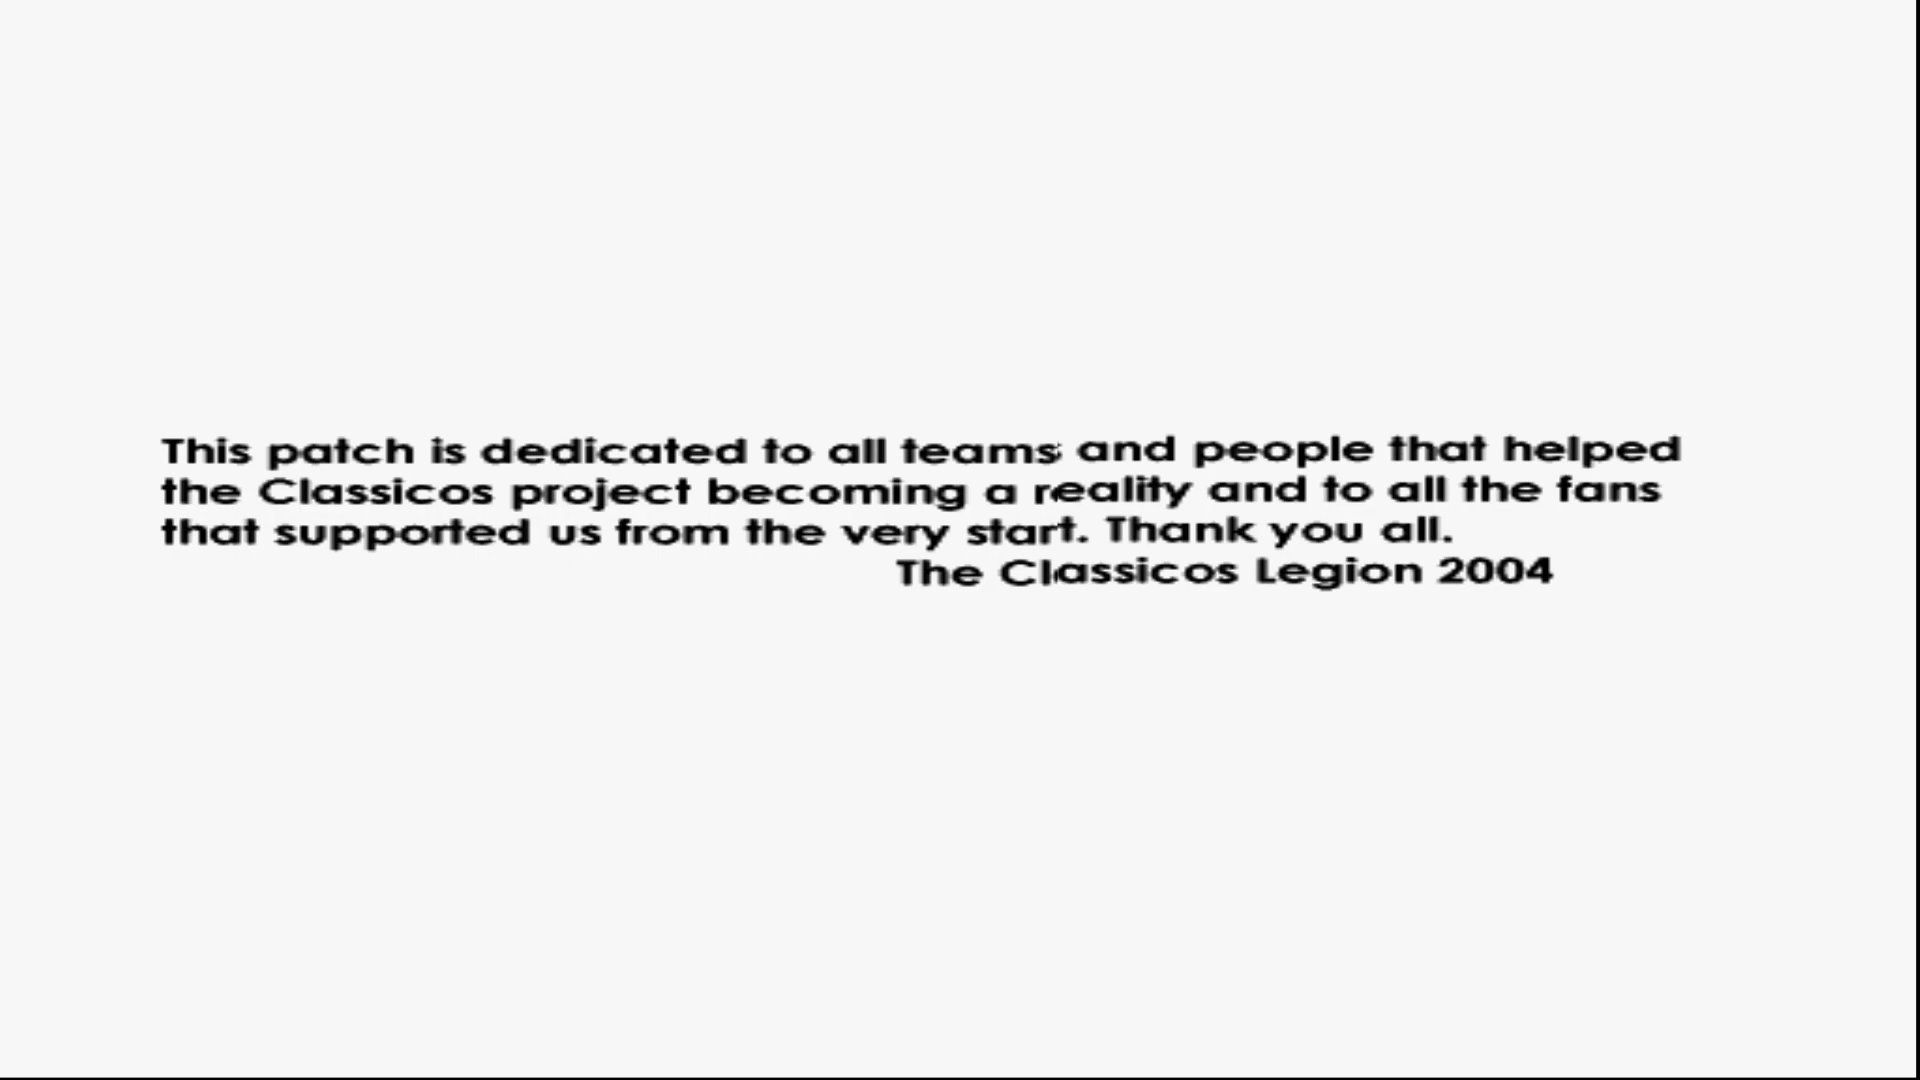 This patch is dedicated to all teams and people that helped
the Classicos project becoming a reality and to all the fans
that supported us from the very start. Thank you all.
The Classicos Legion 2004